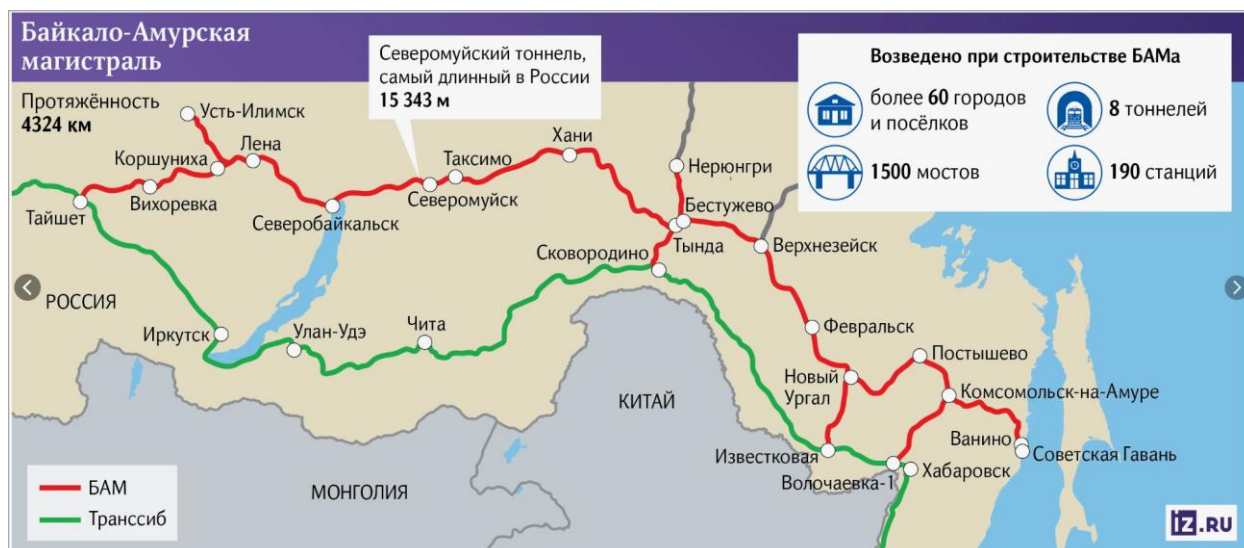 Байкало-Амурская
магистраль
Протяжённость
4324 км
Северомуйский тоннель,
самый длинный в России
15 343 м
Возведено при строительстве БАМа
более 60 городов
и посёлков
8 тоннелей
1500 мостов
190 станций
Усть-Илимск
Коршуниха
Лена
Вихоревка
Тайшет
Северобайкальск
Северомуйск
Таксимо
Хани
Нерюнгри
Бестужево
Тында
Верхнезейск
Сковородино
РОССИЯ
Иркутск
Улан-Удэ
Чита
Февральск
Постышево
Новый
Ургал
Комсомольск-на-Амуре
КИТАЙ
Ванино
Советская Гавань
Известковая
Волочаевка-1
Хабаровск
МОНГОЛИЯ
БАМ
Транссиб
IZ.RU